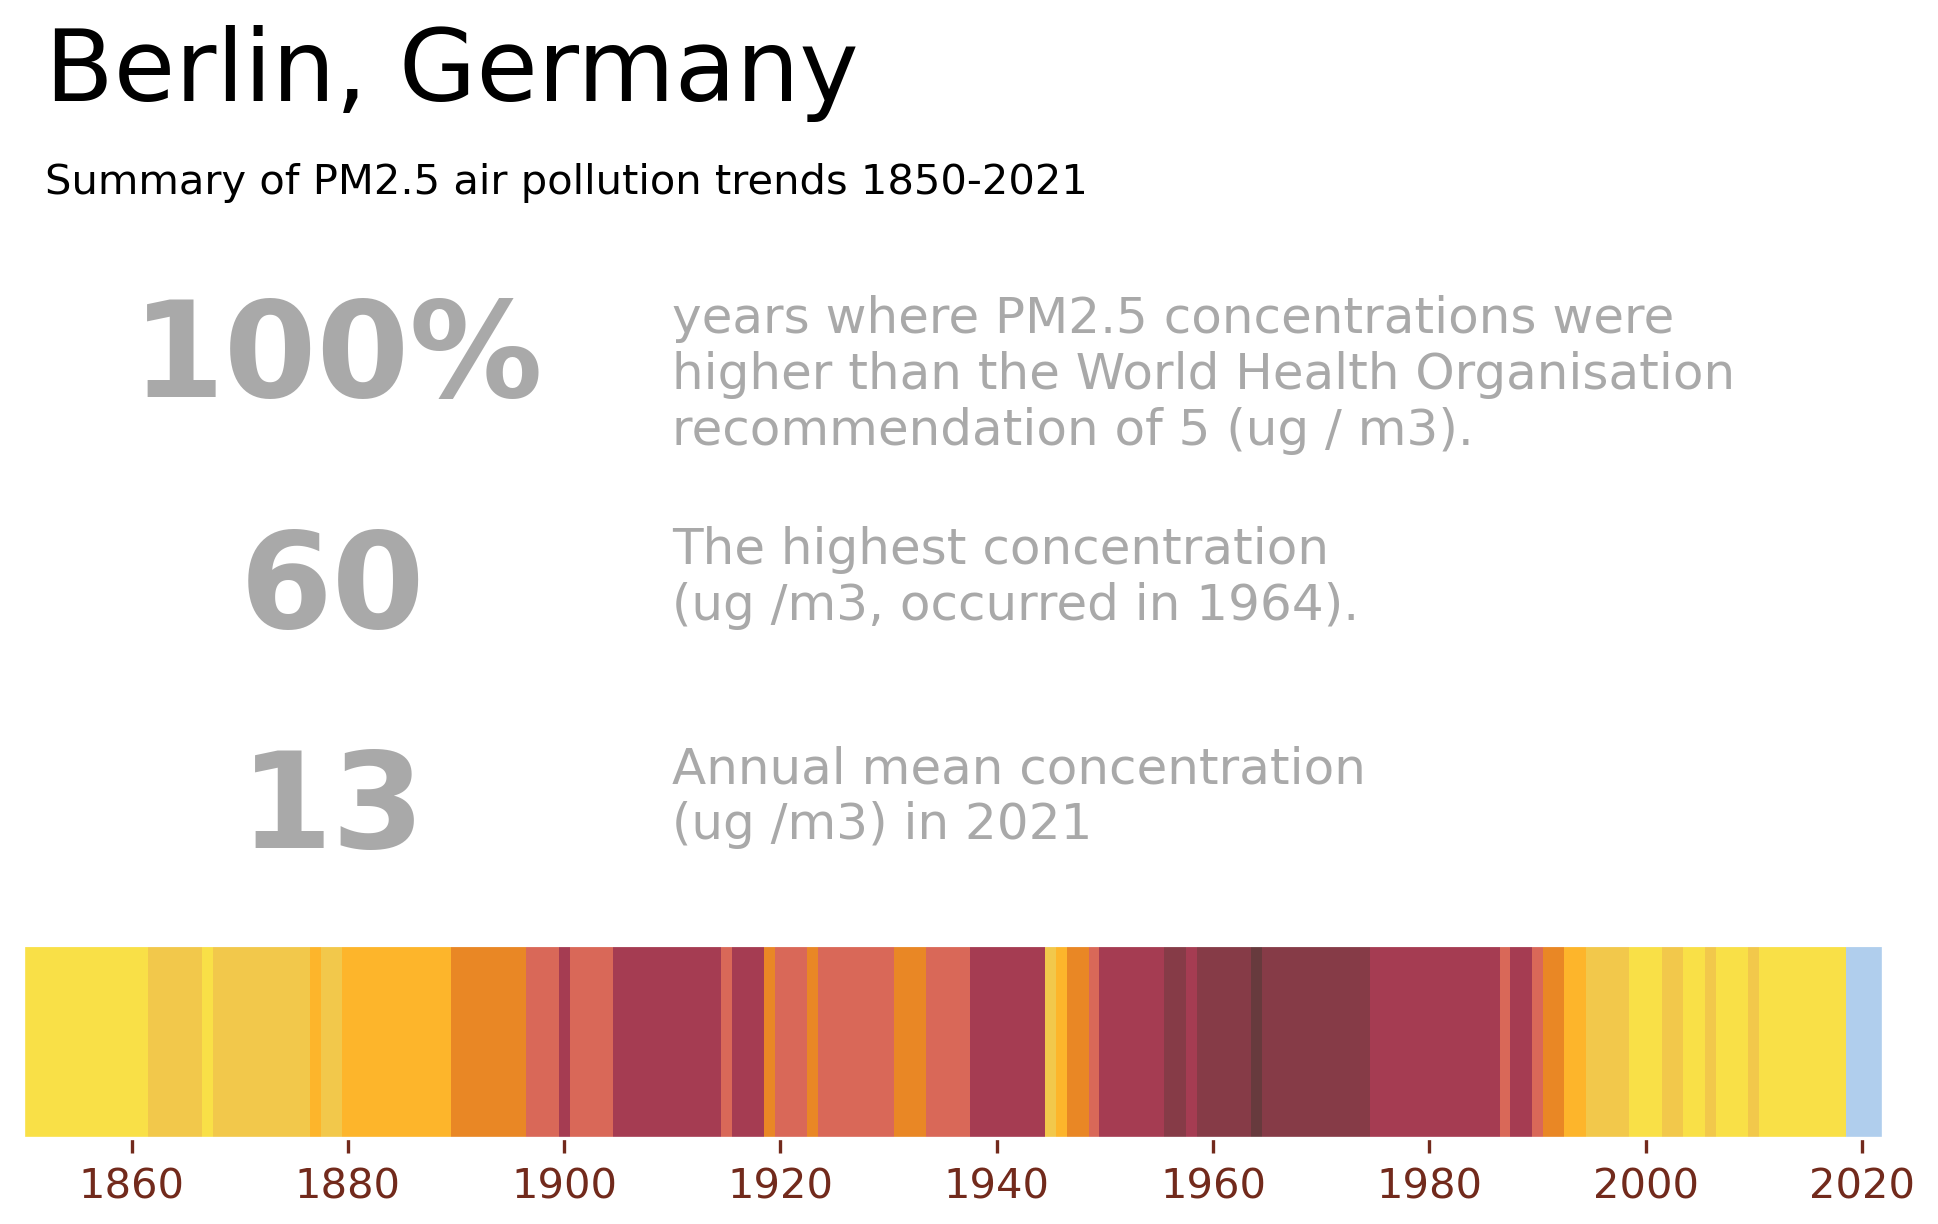 Berlin, Germany
Summary of PM2.5 air pollution trends 1850-2021
100%
years where PM2.5 concentrations were
higher than the World Health Organisation
recommendation of 5 (ug / m3).
60
The highest concentration
(ug /m3, occurred in 1964).
13
Annual mean concentration
(ug /m3) in 2021
1860 1880 1900 1920 1940 1960 1980 2000 2020